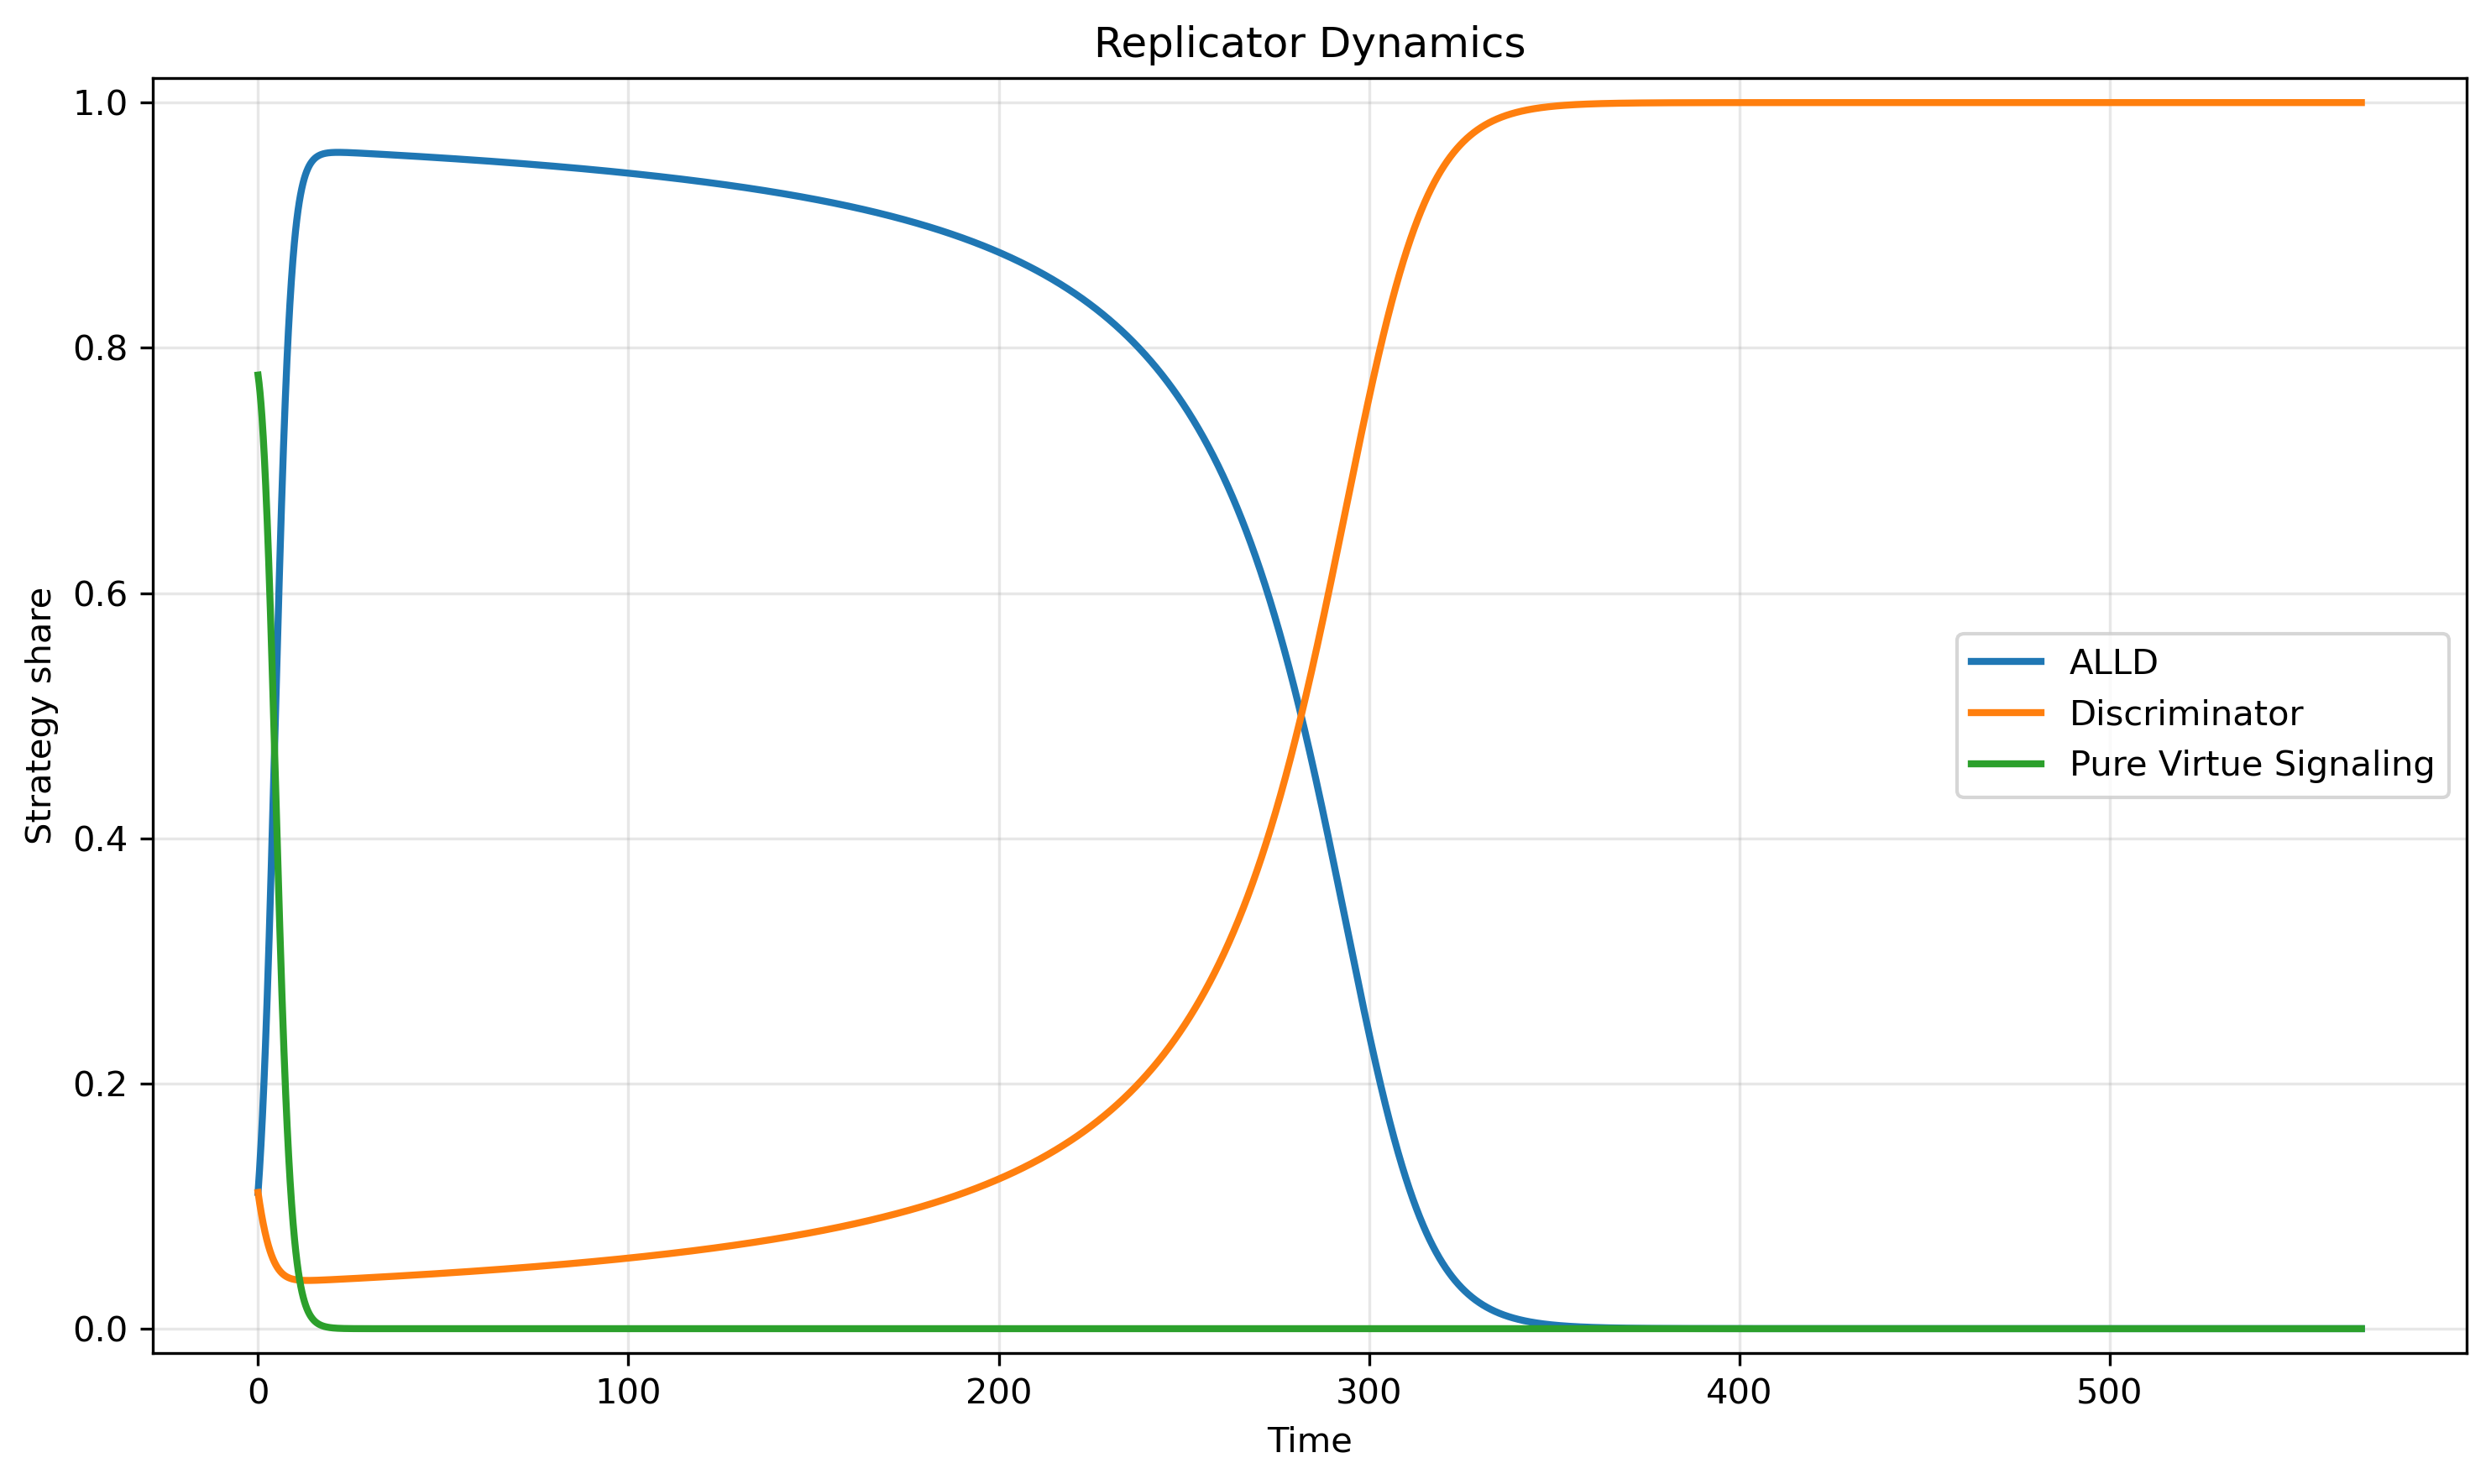 Replicator Dynamics
Strategy share
1.0
0.8
0.6
0.4
0.2
0.0
ALLD
Discriminator
Pure Virtue Signaling
0 100 200 300 400 500
Time